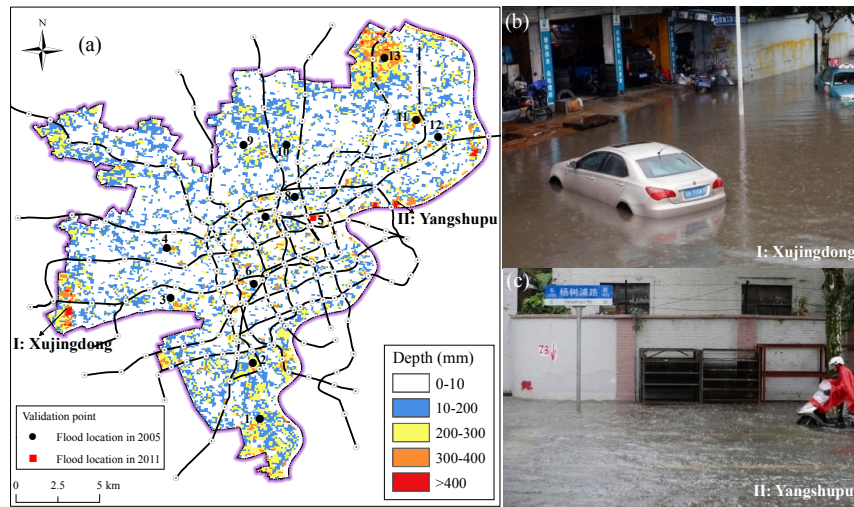 (a)
N
13
11
12
9
10
8
7
5
II: Yangshupu
4
6
3
I: Xujingdong
2
1
Validation point
Flood location in 2005
Flood location in 2011
0 2.5 5 km
Depth (mm)
0-10
10-200
200-300
300-400
>400
(b)
I: Xujingdong
(c)
杨树浦路
II: Yangshupu